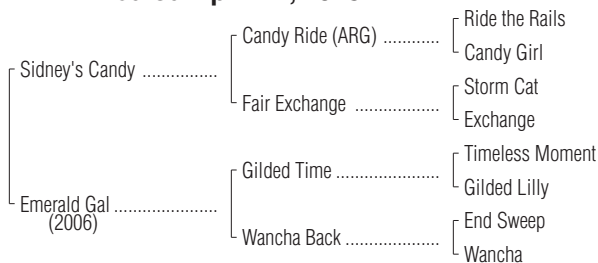 Ride the Rails
Candy Ride (ARG) ............
Candy Girl
Sidney's Candy ................
Storm Cat
Fair Exchange ..................
Exchange
Timeless Moment
Gilded Time ......................
Gilded Lilly
Emerald Gal ......................
(2006)
End Sweep
Wancha Back ....................
Wancha